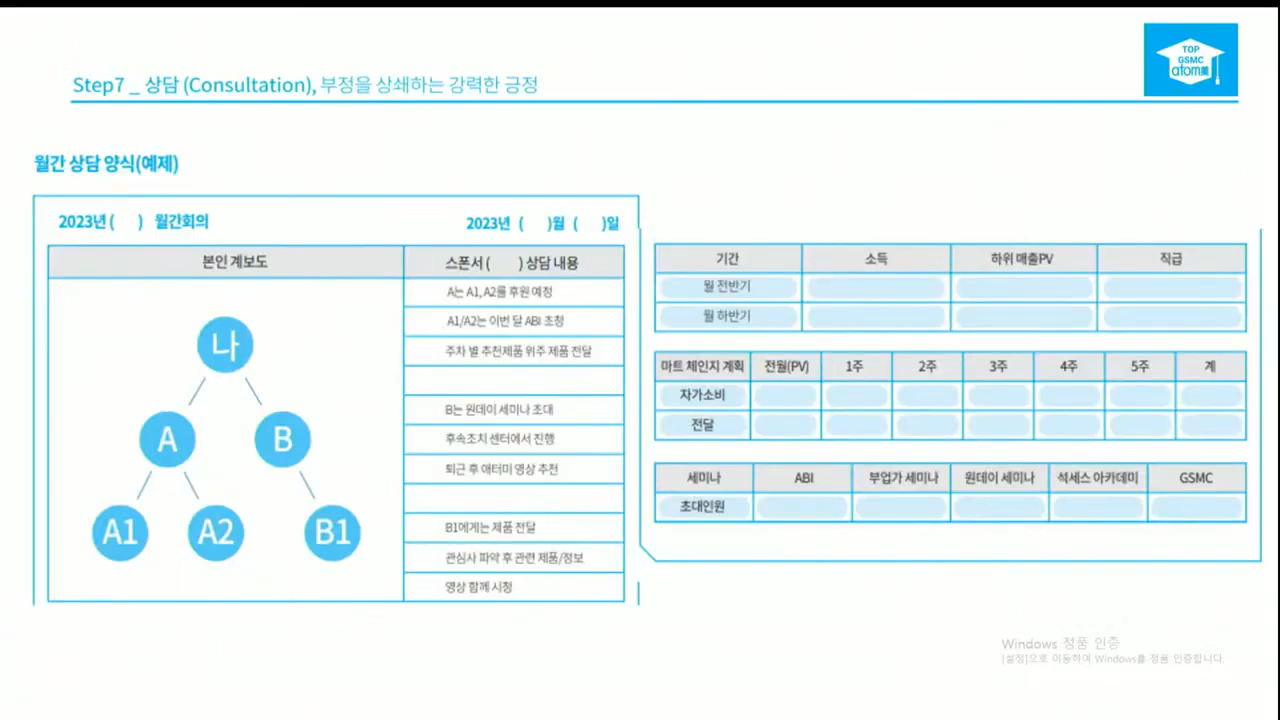 TOP
GSMC
atom美
Step7 _ 상담 (Consultation), 부정을 상쇄하는 강력한 긍정
월간 상담 양식(예제)
2023년 ( ) 월간회의 2023년 ( )월 ( )일
본인 계보도 스폰서 ( ) 상담 내용
A는 A1, A2를 후원 예정
A1/A2는 이번 달 ABI 초청
주차 별 추천제품 위주 제품 전달
B는 원데이 세미나 초대
후속조치 센터에서 진행
퇴근 후 애터미 영상 추천
B1에게는 제품 전달
관심사 파악 후 관련 제품/정보
영상 함께 시청
나
A B
A1 A2 B1
기간 소득 하위 매출PV 직급
월 전반기
월 하반기
마트 체인지 계획 전월(PV) 1주 2주 3주 4주 5주 계
자가소비
전달
세미나 ABI 부업가 세미나 원데이 세미나 석세스 아카데미 GSMC
초대인원
Windows 정품 인증
[설정]으로 이동하여 Windows를 정품 인증합니다.